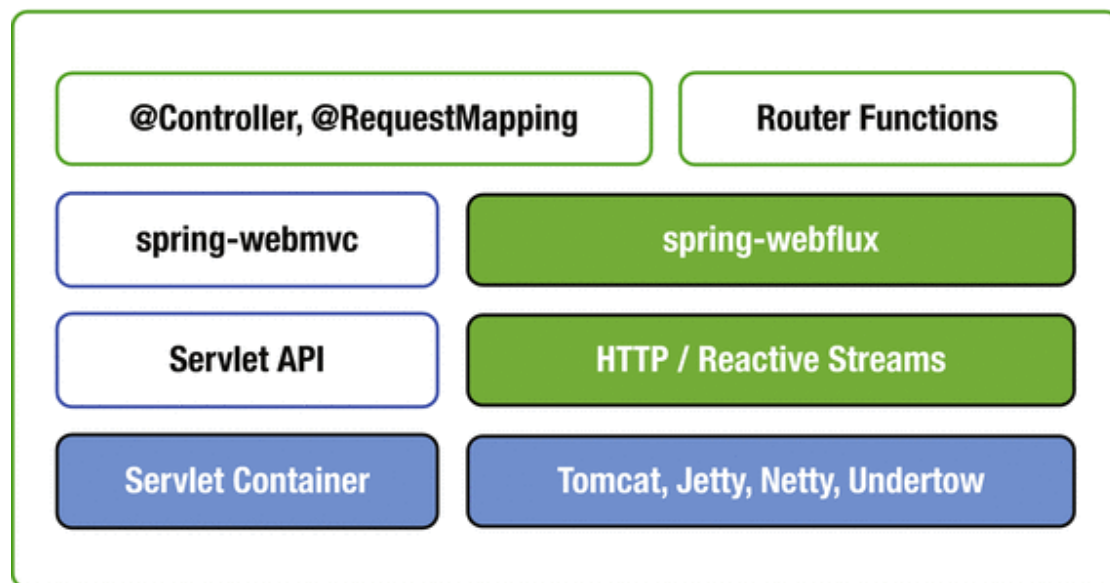 @Controller, @RequestMapping
Router Functions
spring-webmvc
spring-webflux
Servlet API
HTTP / Reactive Streams
Servlet Container
Tomcat, Jetty, Netty, Undertow